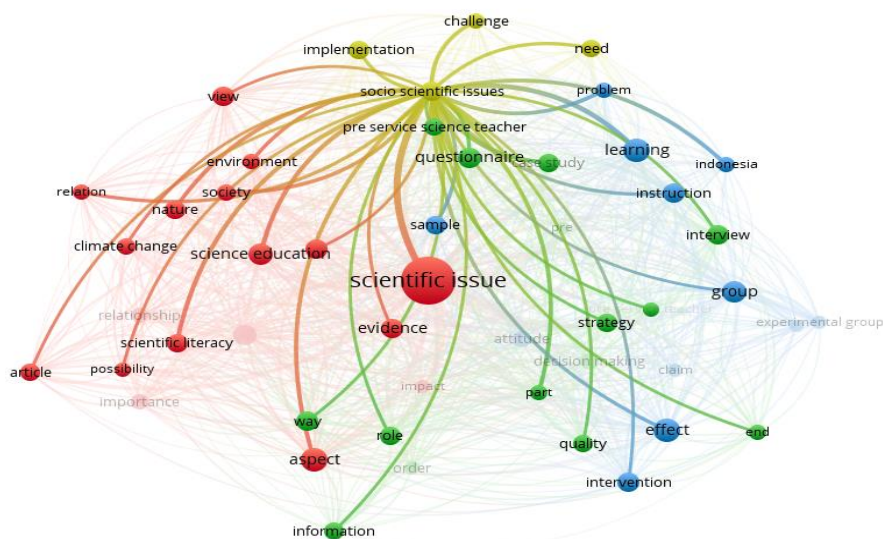 challenge
implementation
need
socio scientific issues
problem
view
pre service science teacher
questionnaire
case study
learning
environment
indonesia
relation
society
instruction
nature
sample
pre
interview
climate change
science education
scientific issue
group
relationship
teacher
experimental group
evidence
strategy
attitude
scientific literacy
decision making
article
possibility
claim
impact
importance
part
way
role
effect
end
quality
aspect
order
intervention
information